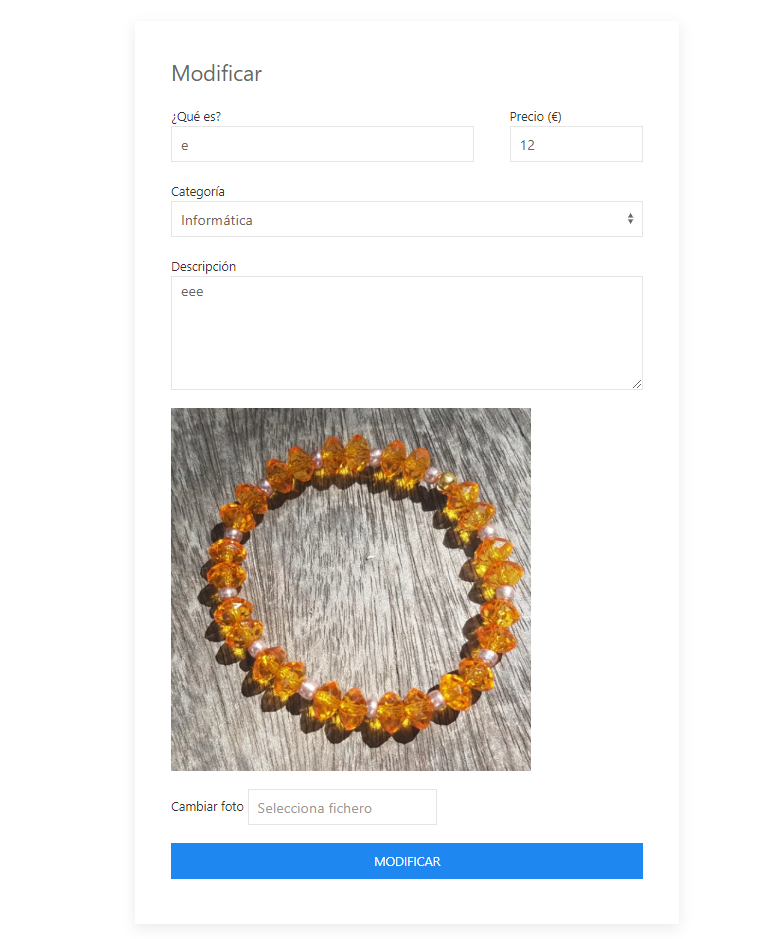 Modificar
¿Qué es? Precio (€)
e 12
Categoría
Informática
Descripción
eee
Cambiar foto Selecciona fichero
MODIFICAR